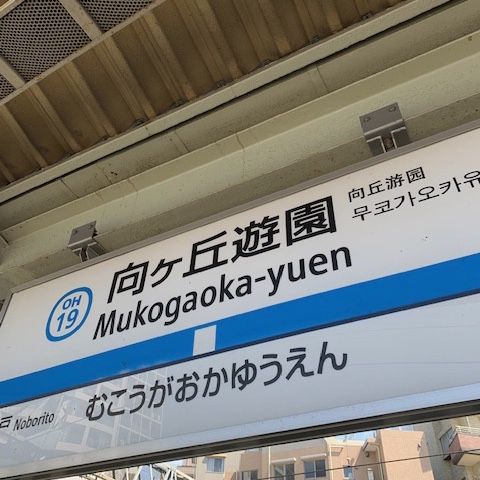 OH
19
向ヶ丘遊園
Mukogaoka-yuen
向丘游园
무코가오카유
むこうがおかゆうえん
戸 Noborito